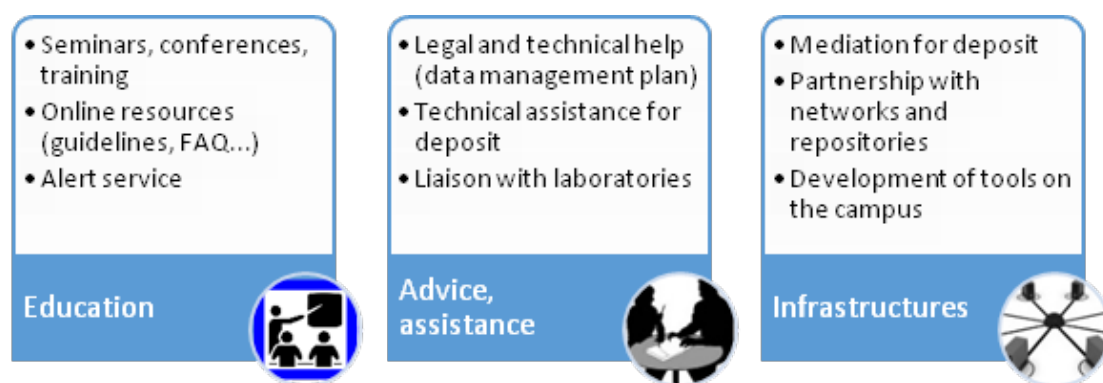 • Seminars, conferences,
training
• Online resources
(guidelines, FAQ...)
• Alert service
Education
• Legal and technical help
(data management plan)
• Technical assistance for
deposit
• Liaison with laboratories
Advice,
assistance
• Mediation for deposit
• Partnership with
networks and
repositories
• Development of tools on
the campus
Infrastructures